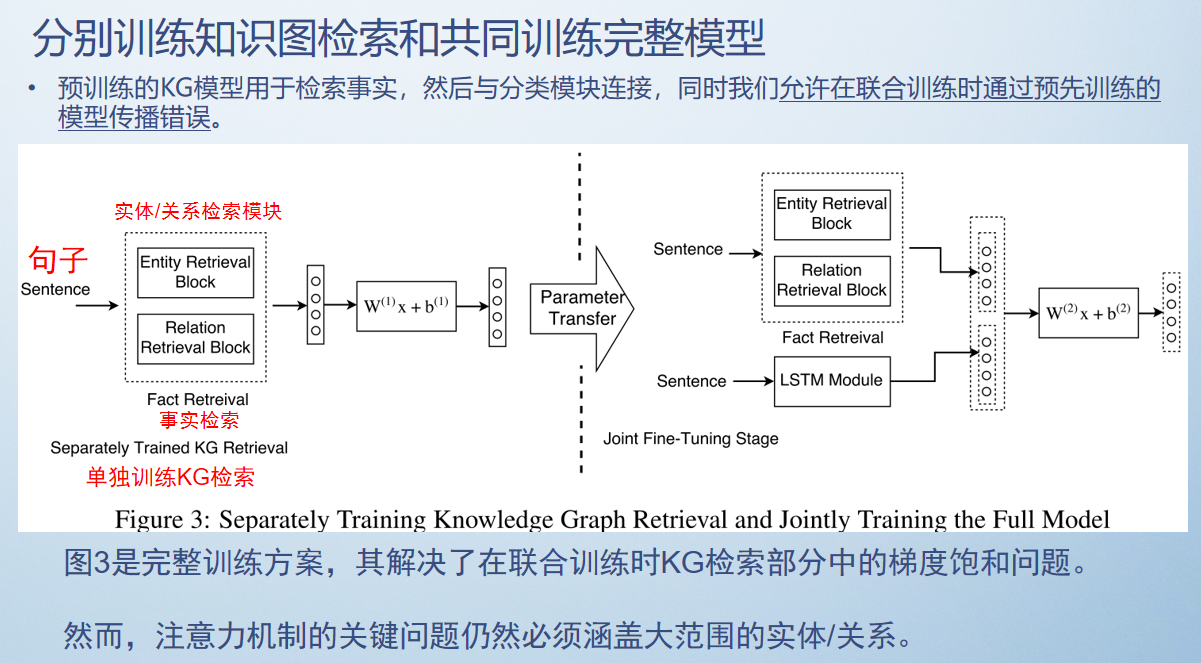 分别训练知识图检索和共同训练完整模型
• 预训练的KG模型用于检索事实，然后与分类模块连接，同时我们允许在联合训练时通过预先训练的
模型传播错误。
实体/关系检索模块
句子
Sentence
Entity Retrieval
Block
Relation
Retrieval Block
Fact Retreival
事实检索
Separately Trained KG Retrieval
单独训练KG检索
W(1)x + b(1)
Parameter
Transfer
Sentence
Entity Retrieval
Block
Relation
Retrieval Block
Fact Retreival
Sentence
LSTM Module
Joint Fine-Tuning Stage
W(2)x + b(2)
Figure 3: Separately Training Knowledge Graph Retrieval and Jointly Training the Full Model
图3是完整训练方案，其解决了在联合训练时KG检索部分中的梯度饱和问题。
然而，注意力机制的关键问题仍然必须涵盖大范围的实体/关系。